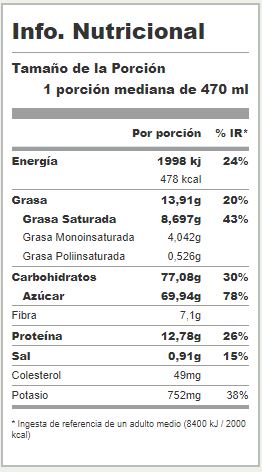 Info. Nutricional
Tamaño de la Porción
1 porción mediana de 470 ml
Por porción % IR*
Energía 1998 kj 24%
478 kcal
Grasa 13,91g 20%
Grasa Saturada 8,697g 43%
Grasa Monoinsaturada 4,042g
Grasa Poliinsaturada 0,526g
Carbohidratos 77,08g 30%
Azúcar 69,94g 78%
Fibra 7,1g
Proteína 12,78g 26%
Sal 0,91g 15%
Colesterol 49mg
Potasio 752mg 38%
* Ingesta de referencia de un adulto medio (8400 kJ / 2000
kcal)